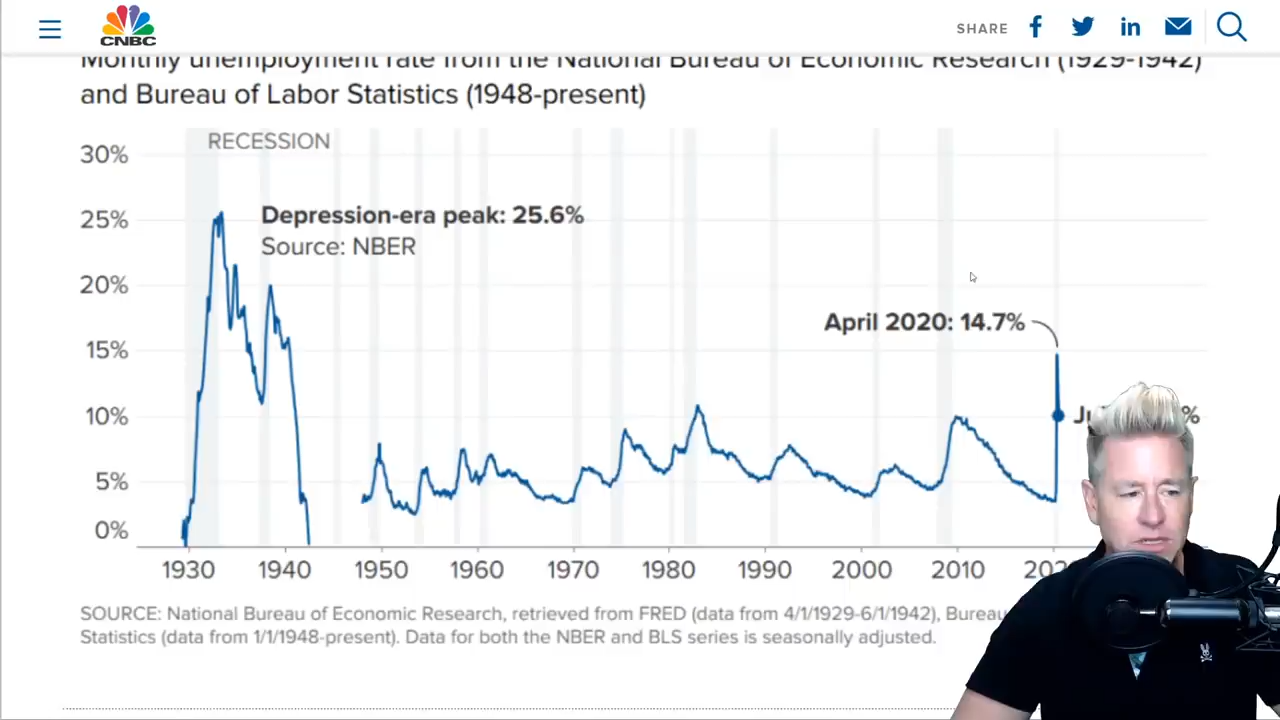 CNBC
SHARE
Monthly unemployment rate from the National Bureau of Economic Research (1929-1942)
and Bureau of Labor Statistics (1948-present)
RECESSION
30%
25%
20%
15%
10%
5%
0%
Depression-era peak: 25.6%
Source: NBER
April 2020: 14.7%
%
1930 1940 1950 1960 1970 1980 1990 2000 2010
SOURCE: National Bureau of Economic Research, retrieved from FRED (data from 4/1/1929-6/1/1942),
Statistics (data from 1/1/1948-present). Data for both the NBER and BLS series is seasonally adjusted.